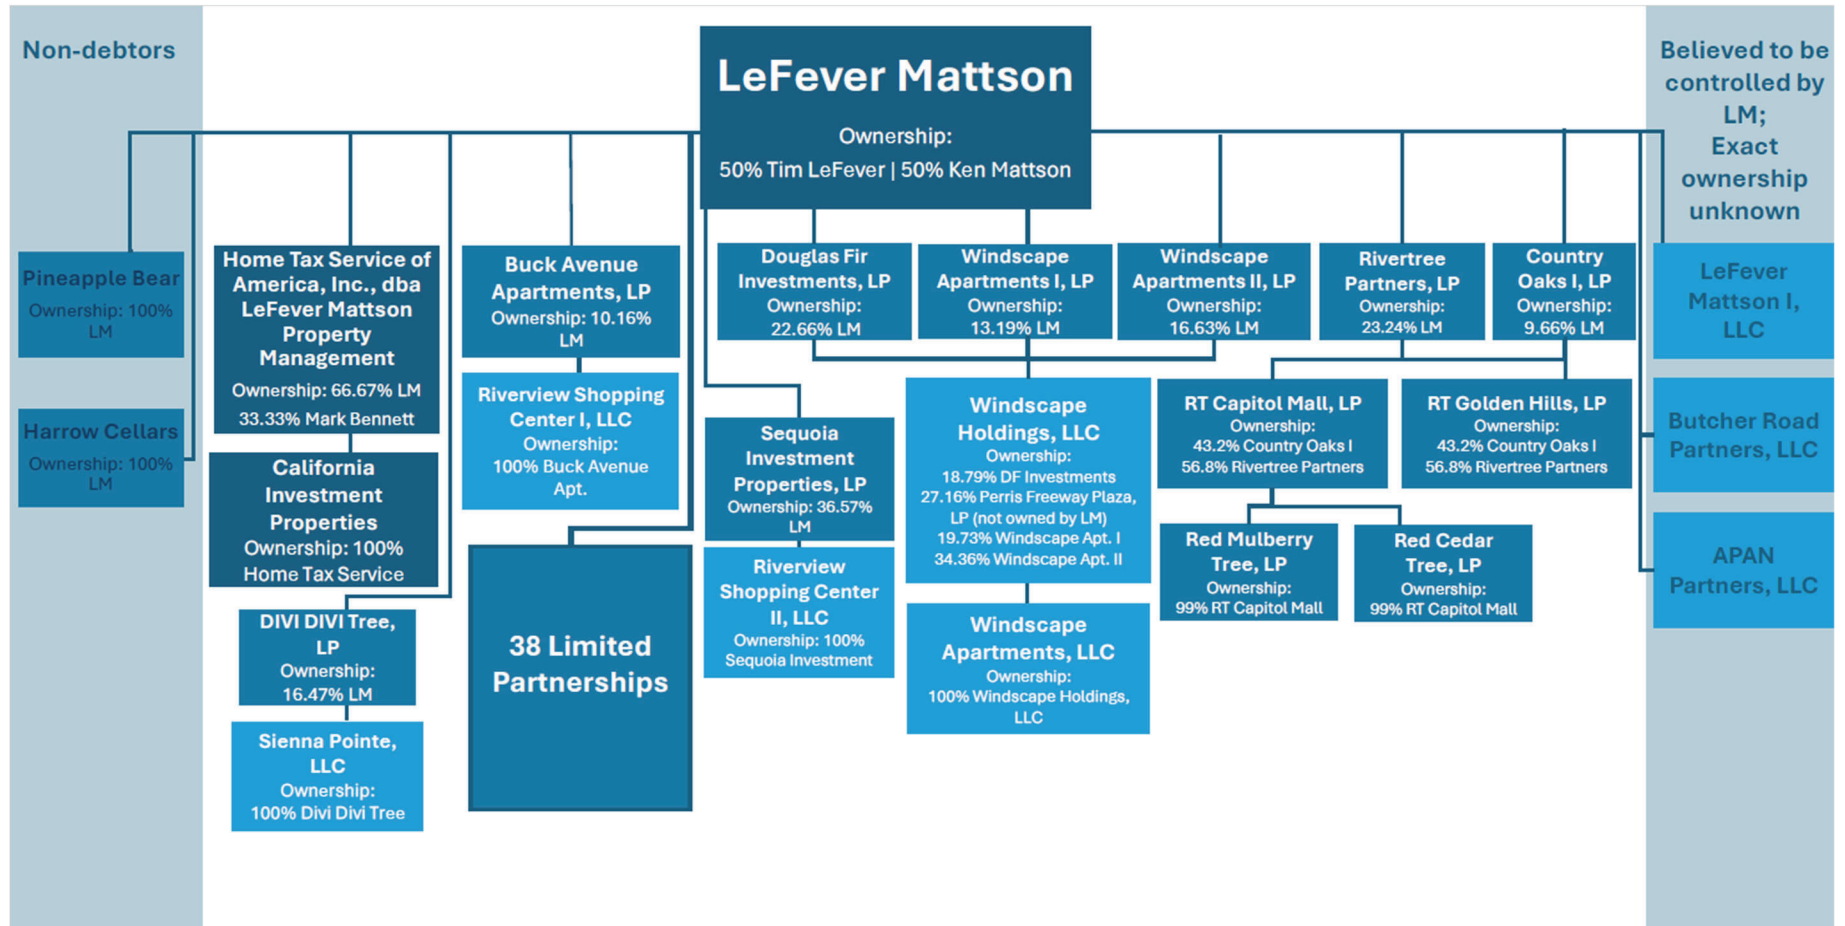 Non-debtors
LeFever Mattson
Ownership:
50% Tim LeFever | 50% Ken Mattson
Believed to be
controlled by
LM;
Exact
ownership
unknown
Pineapple Bear
Ownership: 100%
LM
Harrow Cellars
Ownership: 100%
LM
Home Tax Service of
America, Inc., dba
LeFever Mattson
Property
Management
Ownership: 66.67% LM
33.33% Mark Bennett
California
Investment
Properties
Ownership: 100%
Home Tax Service
DIVI DIVI Tree,
LP
Ownership:
16.47% LM
Sienna Pointe,
LLC
Ownership:
100% Divi Divi Tree
Buck Avenue
Apartments, LP
Ownership: 10.16%
LM
Riverview Shopping
Center I, LLC
Ownership:
100% Buck Avenue
Apt.
38 Limited
Partnerships
Sequoia
Investment
Properties, LP
Ownership: 36.57%
LM
Riverview
Shopping Center
II, LLC
Ownership: 100%
Sequoia Investment
Douglas Fir
Investments, LP
Ownership:
22.66% LM
Windscape
Apartments I, LP
Ownership:
13.19% LM
Windscape
Apartments II, LP
Ownership:
16.63% LM
Windscape
Holdings, LLC
Ownership:
18.79% DF Investments
27.16% Perris Freeway Plaza,
LP (not owned by LM)
19.73% Windscape Apt. I
34.36% Windscape Apt. II
Windscape
Apartments, LLC
Ownership:
100% Windscape Holdings,
LLC
Rivertree
Partners, LP
Ownership:
23.24% LM
Country
Oaks I, LP
Ownership:
9.66% LM
RT Capitol Mall, LP
Ownership:
43.2% Country Oaks I
56.8% Rivertree Partners
RT Golden Hills, LP
Ownership:
43.2% Country Oaks I
56.8% Rivertree Partners
Red Mulberry
Tree, LP
Ownership:
99% RT Capitol Mall
Red Cedar
Tree, LP
Ownership:
99% RT Capitol Mall
LeFever
Mattson I,
LLC
Butcher Road
Partners, LLC
APAN
Partners, LLC